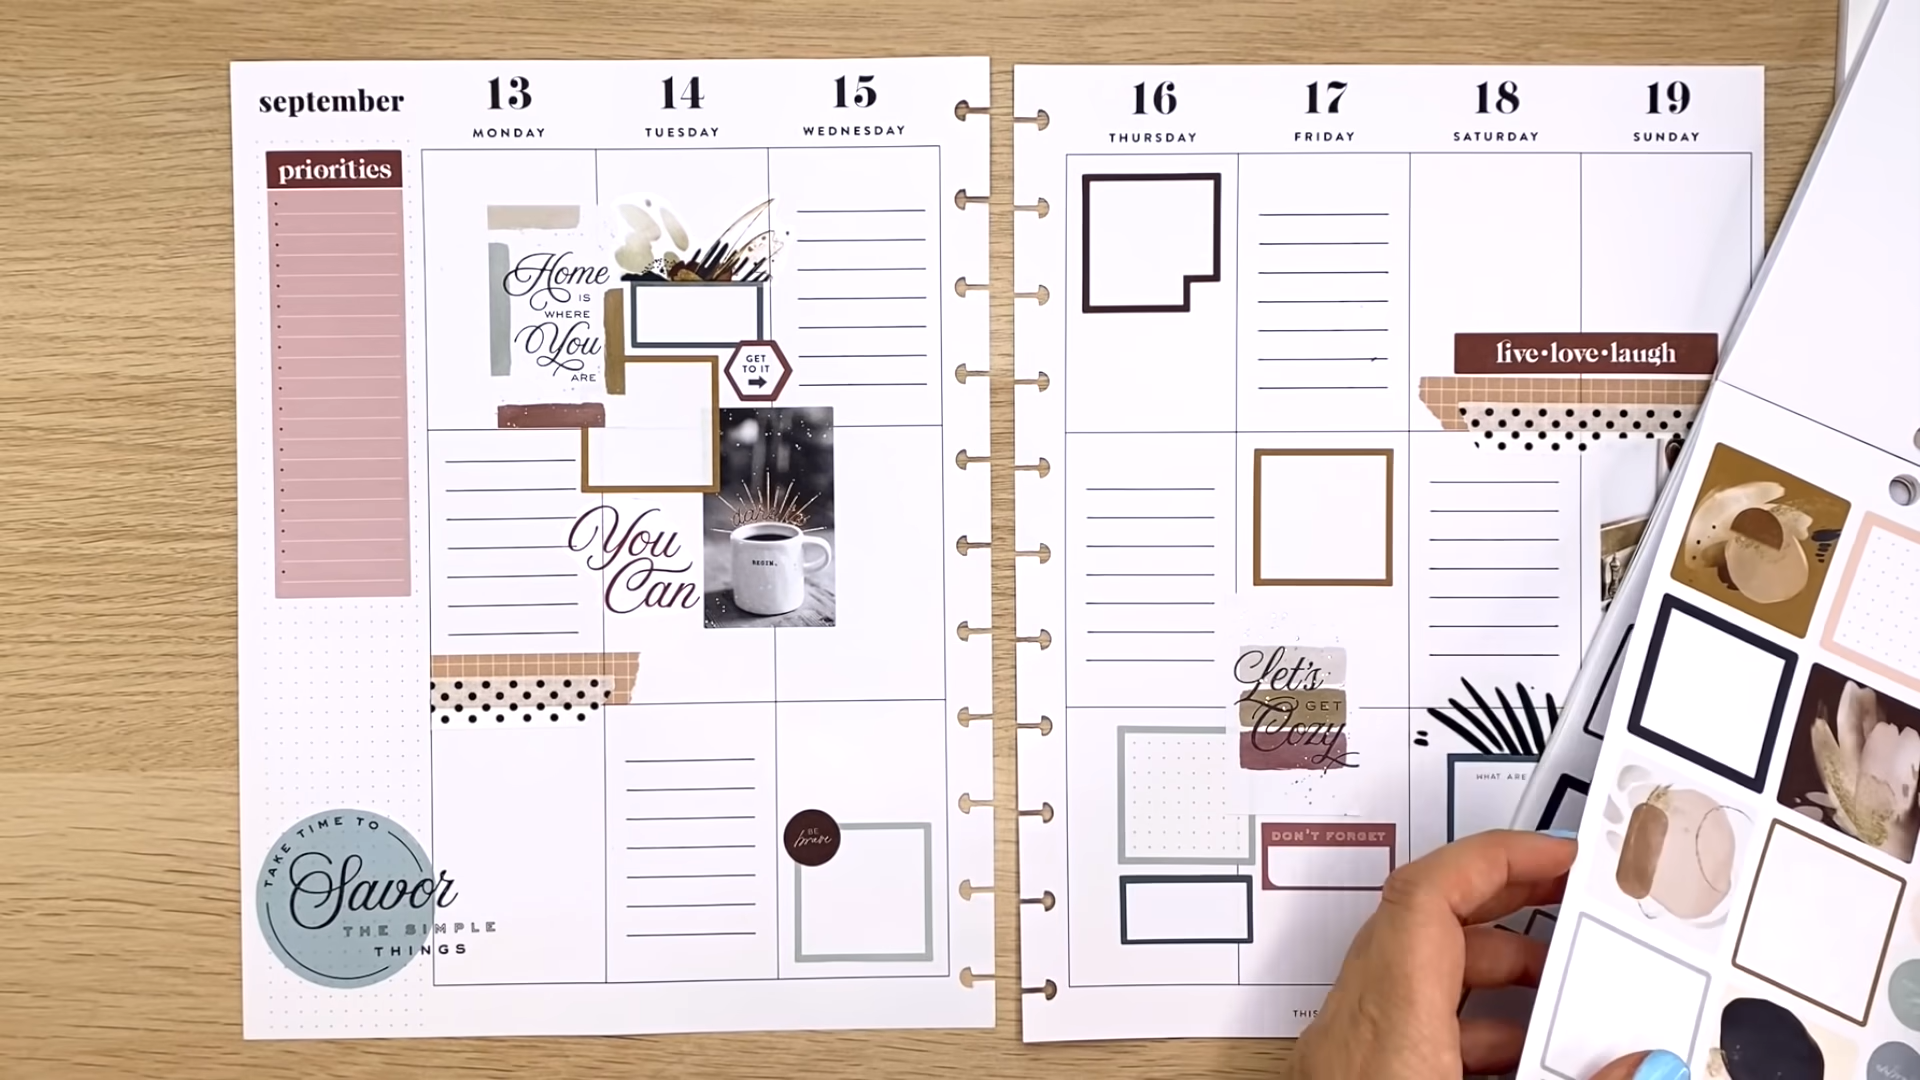 september
13
MONDAY
14
TUESDAY
15
WEDNESDAY
16
THURSDAY
17
FRIDAY
18
SATURDAY
19
SUNDAY
priorities
Home
IS
WHERE
You
ARE
GET
TO IT
You
Can
BEGIN.
TAKE TIME TO
Savor
THE SIMPLE
THINGS
BE
brave
live•love•laugh
Let's
GET
Cozy
DON'T FORGET
WHAT ARE
THIS